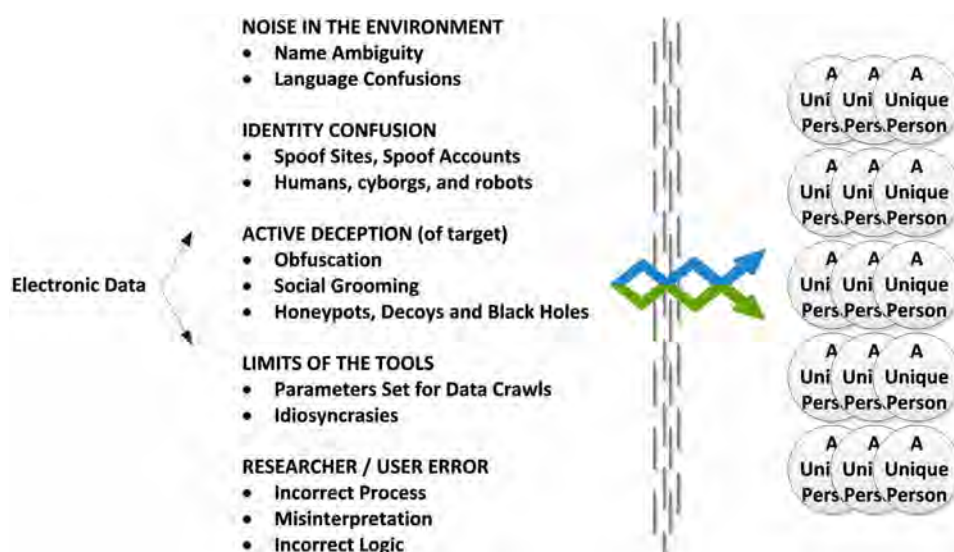 NOISE IN THE ENVIRONMENT
• Name Ambiguity
• Language Confusions
IDENTITY CONFUSION
• Spoof Sites, Spoof Accounts
• Humans, cyborgs, and robots
ACTIVE DECEPTION (of target)
• Obfuscation
• Social Grooming
• Honeypots, Decoys and Black Holes
LIMITS OF THE TOOLS
• Parameters Set for Data Crawls
• Idiosyncrasies
RESEARCHER / USER ERROR
• Incorrect Process
• Misinterpretation
• Incorrect Logic
Electronic Data
A A A
Uni Uni Unique
Pers Pers Person
A A A
Uni Uni Unique
Pers Pers Person
A A A
Uni Uni Unique
Pers Pers Person
A A A
Uni Uni Unique
Pers Pers Person
A A A
Uni Uni Unique
Pers Pers Person